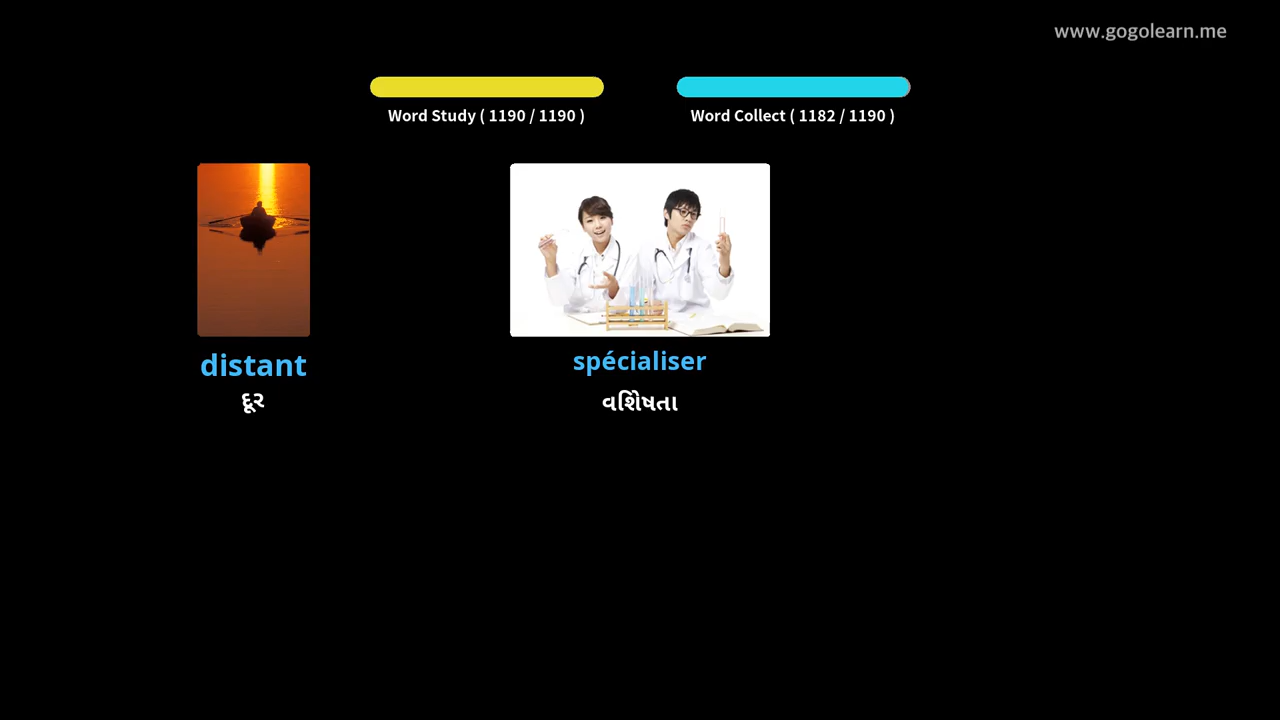 www.gogolearn.me
Word Study ( 1190 / 1190 )
Word Collect ( 1182 / 1190 )
distant
દૂર
spécialiser
વિશેષતા